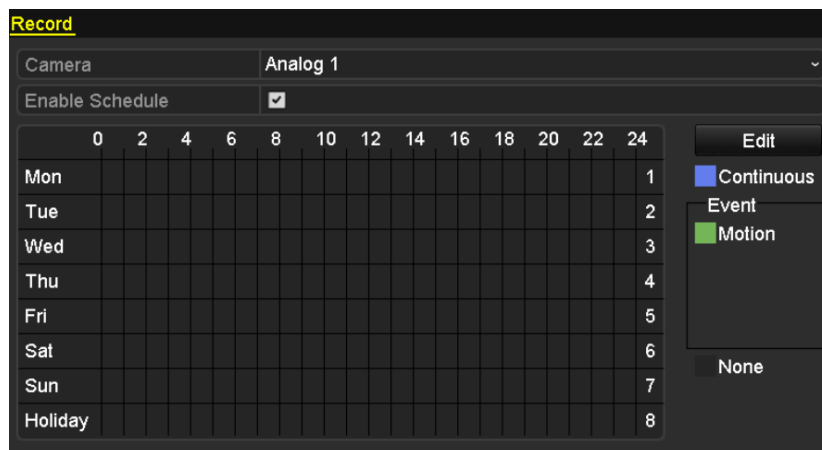 Record
Camera Analog 1
Enable Schedule
0 2 4 6 8 10 12 14 16 18 20 22 24
Edit
Mon 1
Continuous
Tue 2
Event
Wed 3
Motion
Thu 4
Fri 5
Sat 6
None
Sun 7
Holiday 8